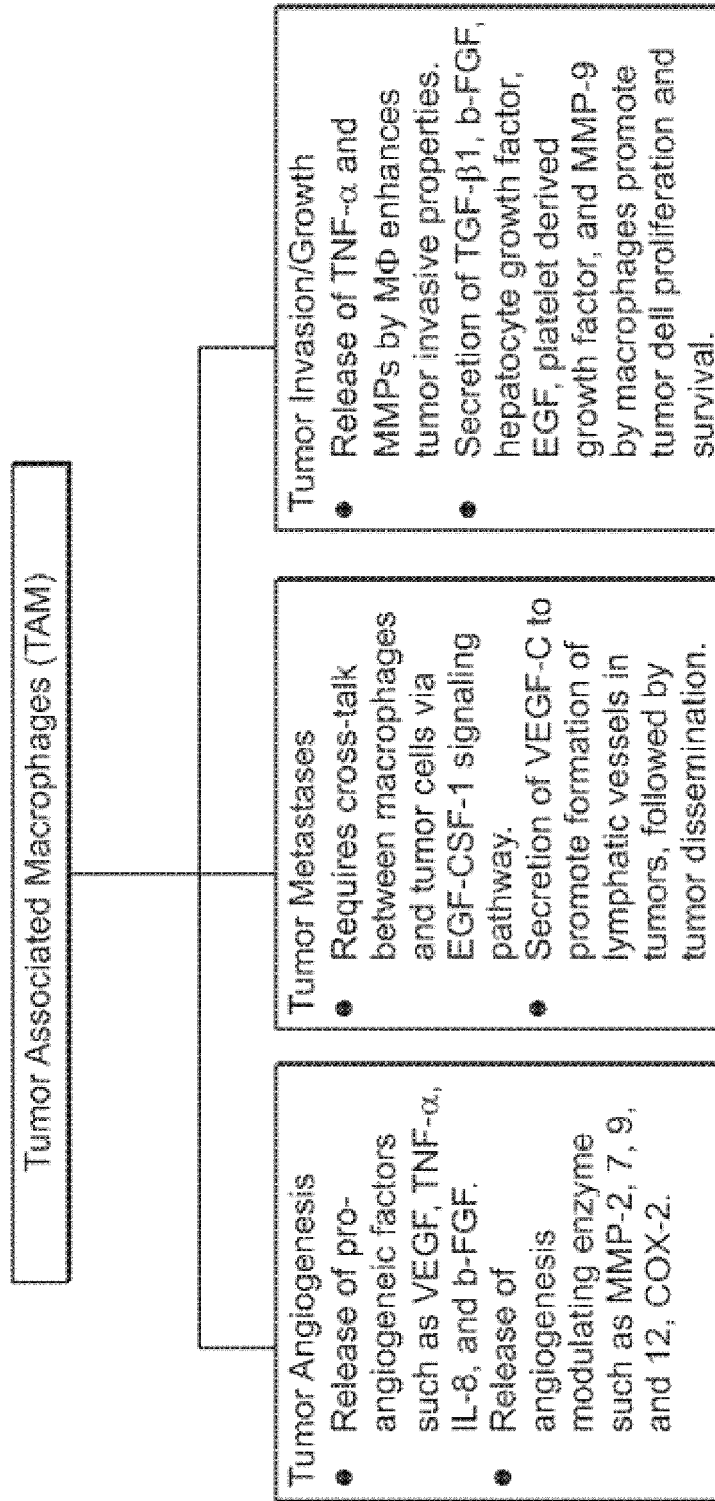 Tumor Associated Macrophages (TAM)
Tumor Angiogenesis
● Release of pro-
angiogeneic factors
such as VEGF, TNF-α,
IL-8, and b-FGF.
● Release of
angiogenesis
modulating enzyme
such as MMP-2, 7, 9,
and 12, COX-2.
Tumor Metastases
● Requires cross-talk
between macrophages
and tumor cells via
EGF-CSF-1 signaling
pathway.
● Secretion of VEGF-C to
promote formation of
lymphatic vessels in
tumors, followed by
tumor dissemination.
Tumor Invasion/Growth
● Release of TNF-α and
MMPs by MΦ enhances
tumor invasive properties.
● Secretion of TGF-β1, b-FGF,
hepatocyte growth factor,
EGF, platelet derived
growth factor, and MMP-9
by macrophages promote
tumor dell proliferation and
survival.